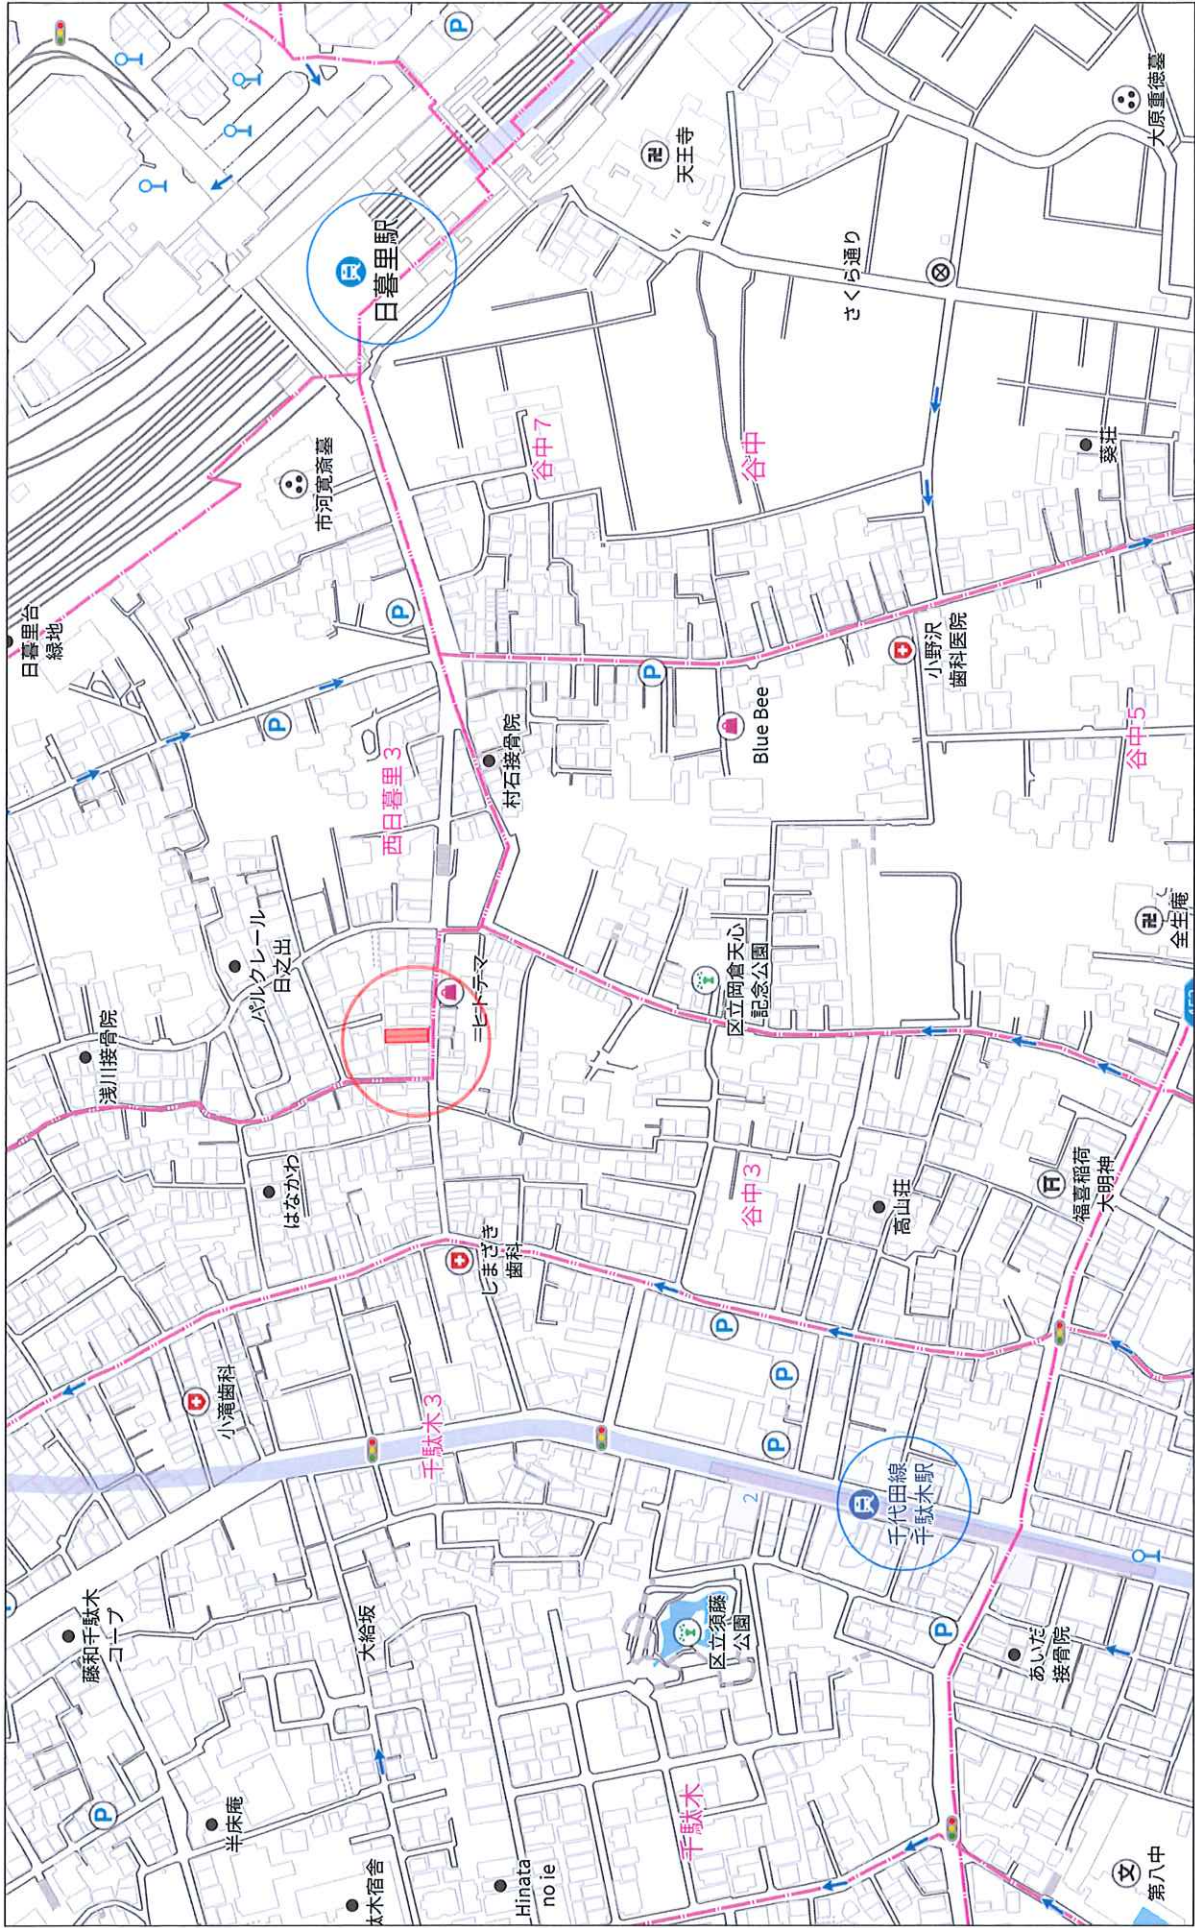 日暮里台
緑地
藤和千駄木
コープ
浅川接骨院
半床庵
小滝歯科
パルクレール
日之出
はなかわ
市河寛斎墓
大給坂
木宿舎
西日暮里 3
日暮里駅
千駄木 3
しまざき
歯科
ニヒトテマー
村石接骨院
Hinata
no ie
谷中 7
千駄木
天王寺
区立須藤
公園
区立岡倉天心
記念公園
2
谷中 3
谷中
Blue Bee
さくら通り
千代田線
千駄木駅
高山荘
小野沢
歯科医院
あいだ
接骨院
福喜稲荷
大明神
葵荘
谷中 5
第八中
全生庵
大原重徳墓
P
P
P
P
P
P
P
P
P